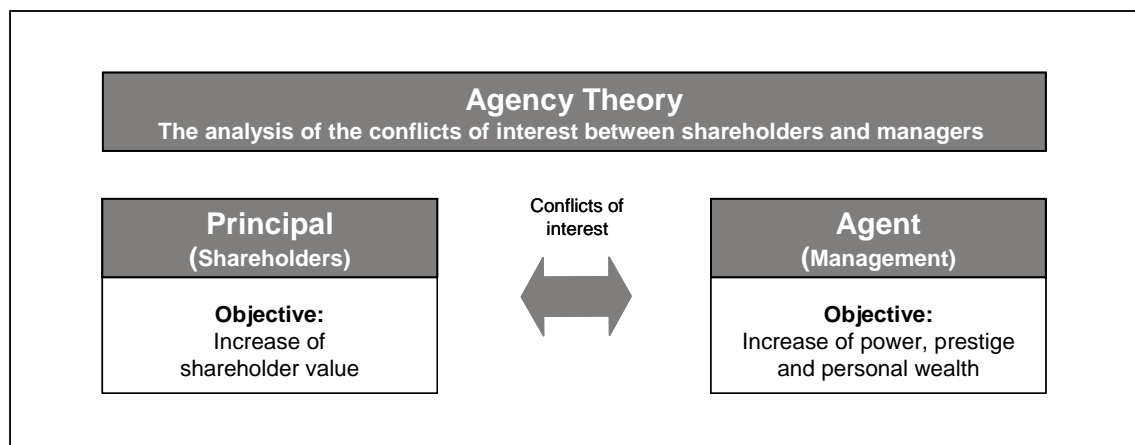 Agency Theory
The analysis of the conflicts of interest between shareholders and managers
Principal
(Shareholders)
Objective:
Increase of
shareholder value
Conflicts of
interest
Agent
(Management)
Objective:
Increase of power, prestige
and personal wealth